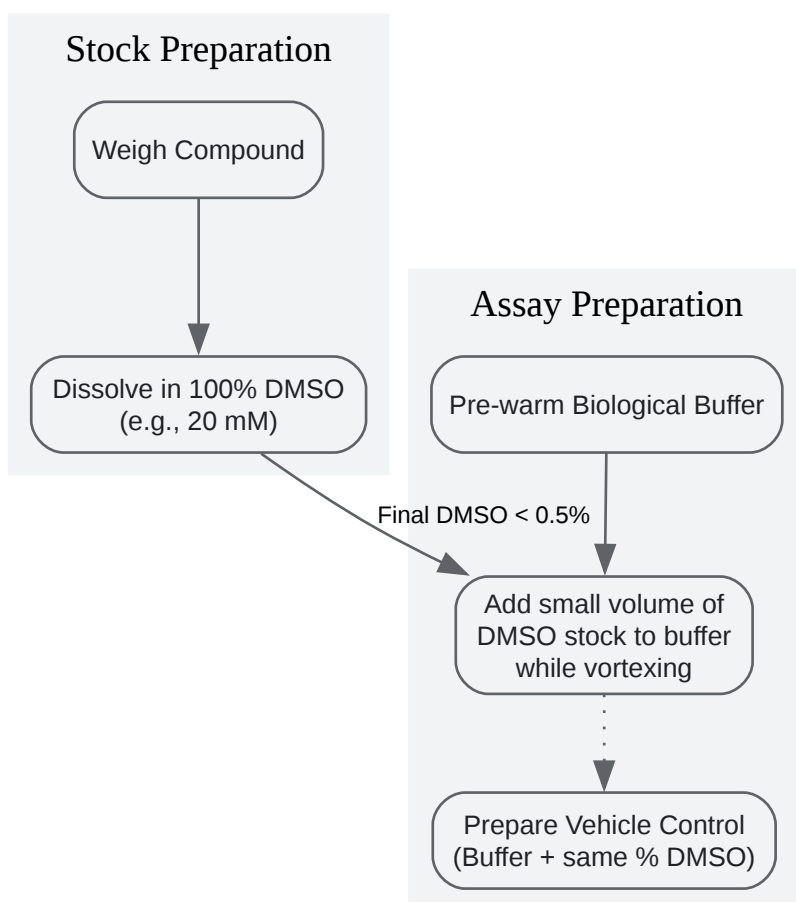 Stock Preparation
Weigh Compound
Dissolve in 100% DMSO
(e.g., 20 mM)
Assay Preparation
Pre-warm Biological Buffer
Final DMSO < 0.5%
Add small volume of
DMSO stock to buffer
while vortexing
Prepare Vehicle Control
(Buffer + same % DMSO)